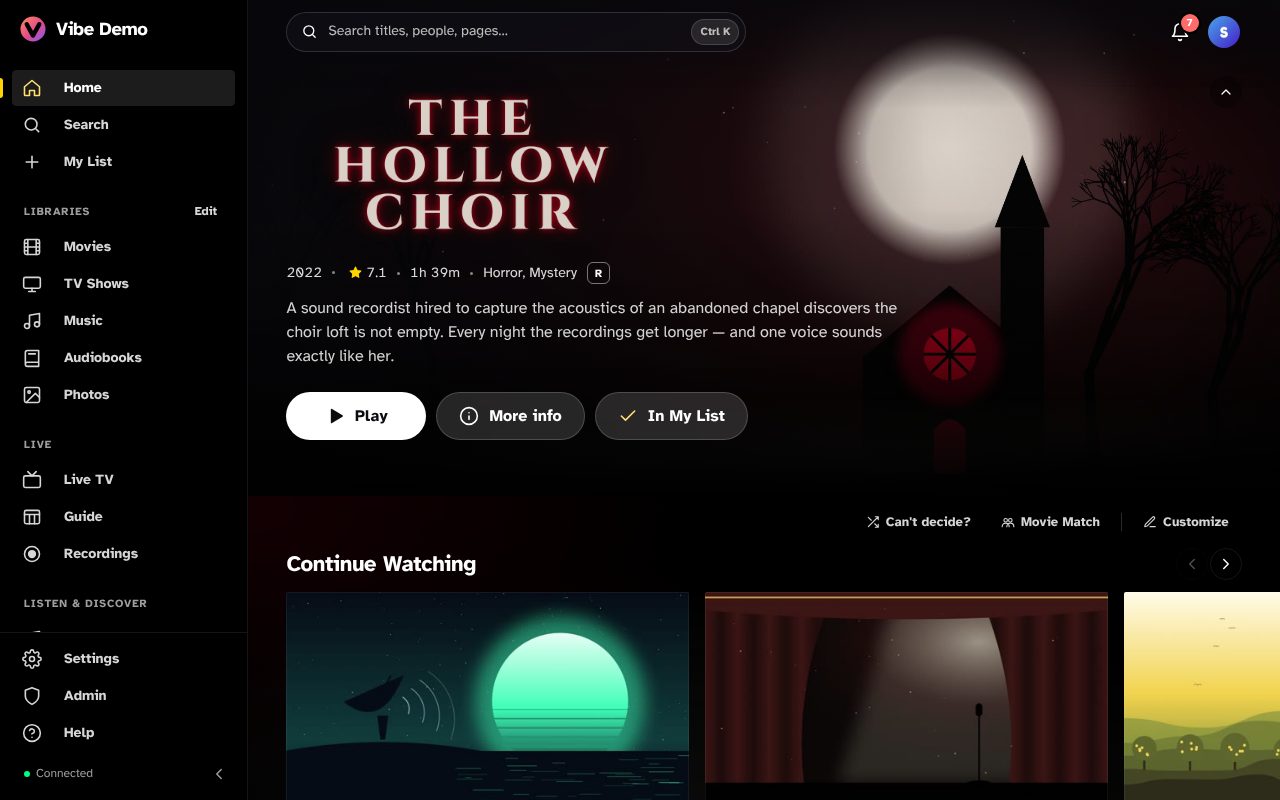 Vibe Demo
Search titles, people, pages...
Ctrl K
7
S
Home
Search
My List
LIBRARIES
Edit
Movies
TV Shows
Music
Audiobooks
Photos
LIVE
Live TV
Guide
Recordings
LISTEN & DISCOVER
Settings
Admin
Help
Connected
THE
HOLLOW
CHOIR
2022 • 7.1 • 1h 39m • Horror, Mystery R
A sound recordist hired to capture the acoustics of an abandoned chapel discovers the
choir loft is not empty. Every night the recordings get longer — and one voice sounds
exactly like her.
Play
More info
In My List
Can't decide?
Movie Match
Customize
Continue Watching